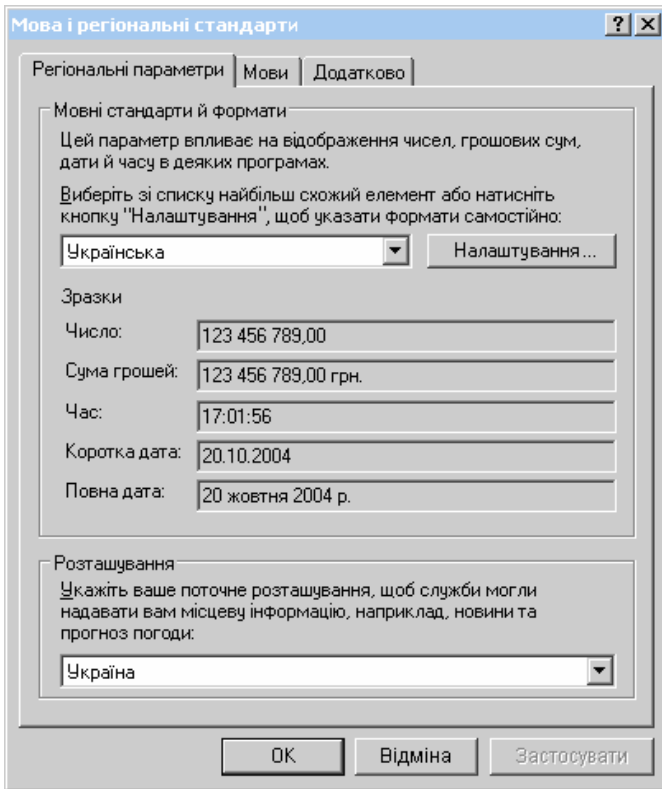 Мова і регіональні стандарти
Регіональні параметри Мови Додатково
Мовні стандарти й формати
Цей параметр впливає на відображення чисел, грошових сум,
дати й часу в деяких програмах.
Виберіть зі списку найбільш схожий елемент або натисніть
кнопку "Налаштування", щоб указати формати самостійно:
Українська Налаштування...
Зразки
Число: 123 456 789,00
Сума грошей: 123 456 789,00 грн.
Час: 17:01:56
Коротка дата: 20.10.2004
Повна дата: 20 жовтня 2004 р.
Розташування
Укажіть ваше поточне розташування, щоб служби могли
надавати вам місцеву інформацію, наприклад, новини та
прогноз погоди:
Україна
ОК Відміна Застосувати